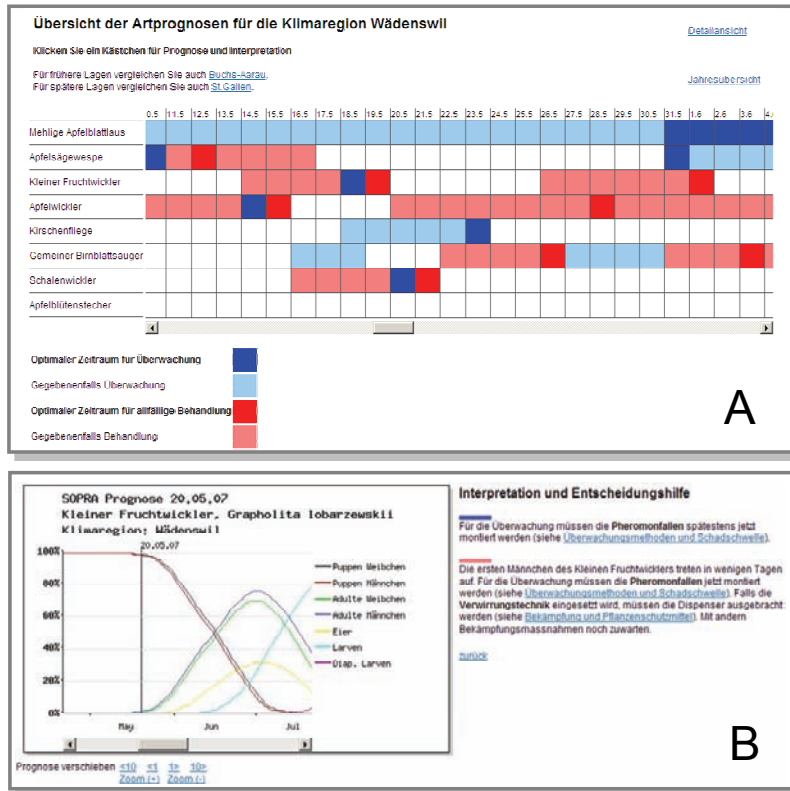 Übersicht der Artprognosen für die Klimaregion Wädenswil
Detailansicht
Klicken Sie ein Kästchen für Prognose und Interpretation
Für frühere Lagen vergleichen Sie auch Buchs-Aarau.
Für spätere Lagen vergleichen Sie auch St.Gallen.
Jahresübersicht
0.5 11.5 12.5 13.5 14.5 15.5 16.5 17.5 18.5 19.5 20.5 21.5 22.5 23.5 24.5 25.5 26.5 27.5 28.5 29.5 30.5 31.5 1.6 2.6 3.6 4.
Mehlige Apfelblattlaus
Apfelsägewespe
Kleiner Fruchtwickler
Apfelwickler
Kirschenfliege
Gemeiner Birnblattsauger
Schalenwickler
Apfelblütenstecher
Optimaler Zeitraum für Überwachung
Gegebenenfalls Überwachung
Optimaler Zeitraum für allfällige Behandlung
Gegebenenfalls Behandlung
A
SOPRA Prognose 20.05.07
Kleiner Fruchtwickler, Grapholita lobarzewskii
Klimaregion: Wädenswil
20.05.07
100%
80%
60%
40%
20%
0%
May Jun Jul
Puppen Weibchen
Puppen Männchen
Adulte Weibchen
Adulte Männchen
Eier
Larven
Diap. Larven
Prognose verschieben <10 <1 1> 10>
Zoom (+) Zoom (-)
Interpretation und Entscheidungshilfe
Für die Überwachung müssen die Pheromonfallen spätestens jetzt
montiert werden (siehe Überwachungsmethoden und Schadschwelle).
Die ersten Männchen des Kleinen Fruchtwicklers treten in wenigen Tagen
auf. Für die Überwachung müssen die Pheromonfallen jetzt montiert
werden (siehe Überwachungsmethoden und Schadschwelle). Falls die
Verwirrungstechnik eingesetzt wird, müssen die Dispenser ausgebracht
werden (siehe Bekämpfung und Pflanzenschutzmittel). Mit andern
Bekämpfungsmassnahmen noch zuwarten.
zurück
B